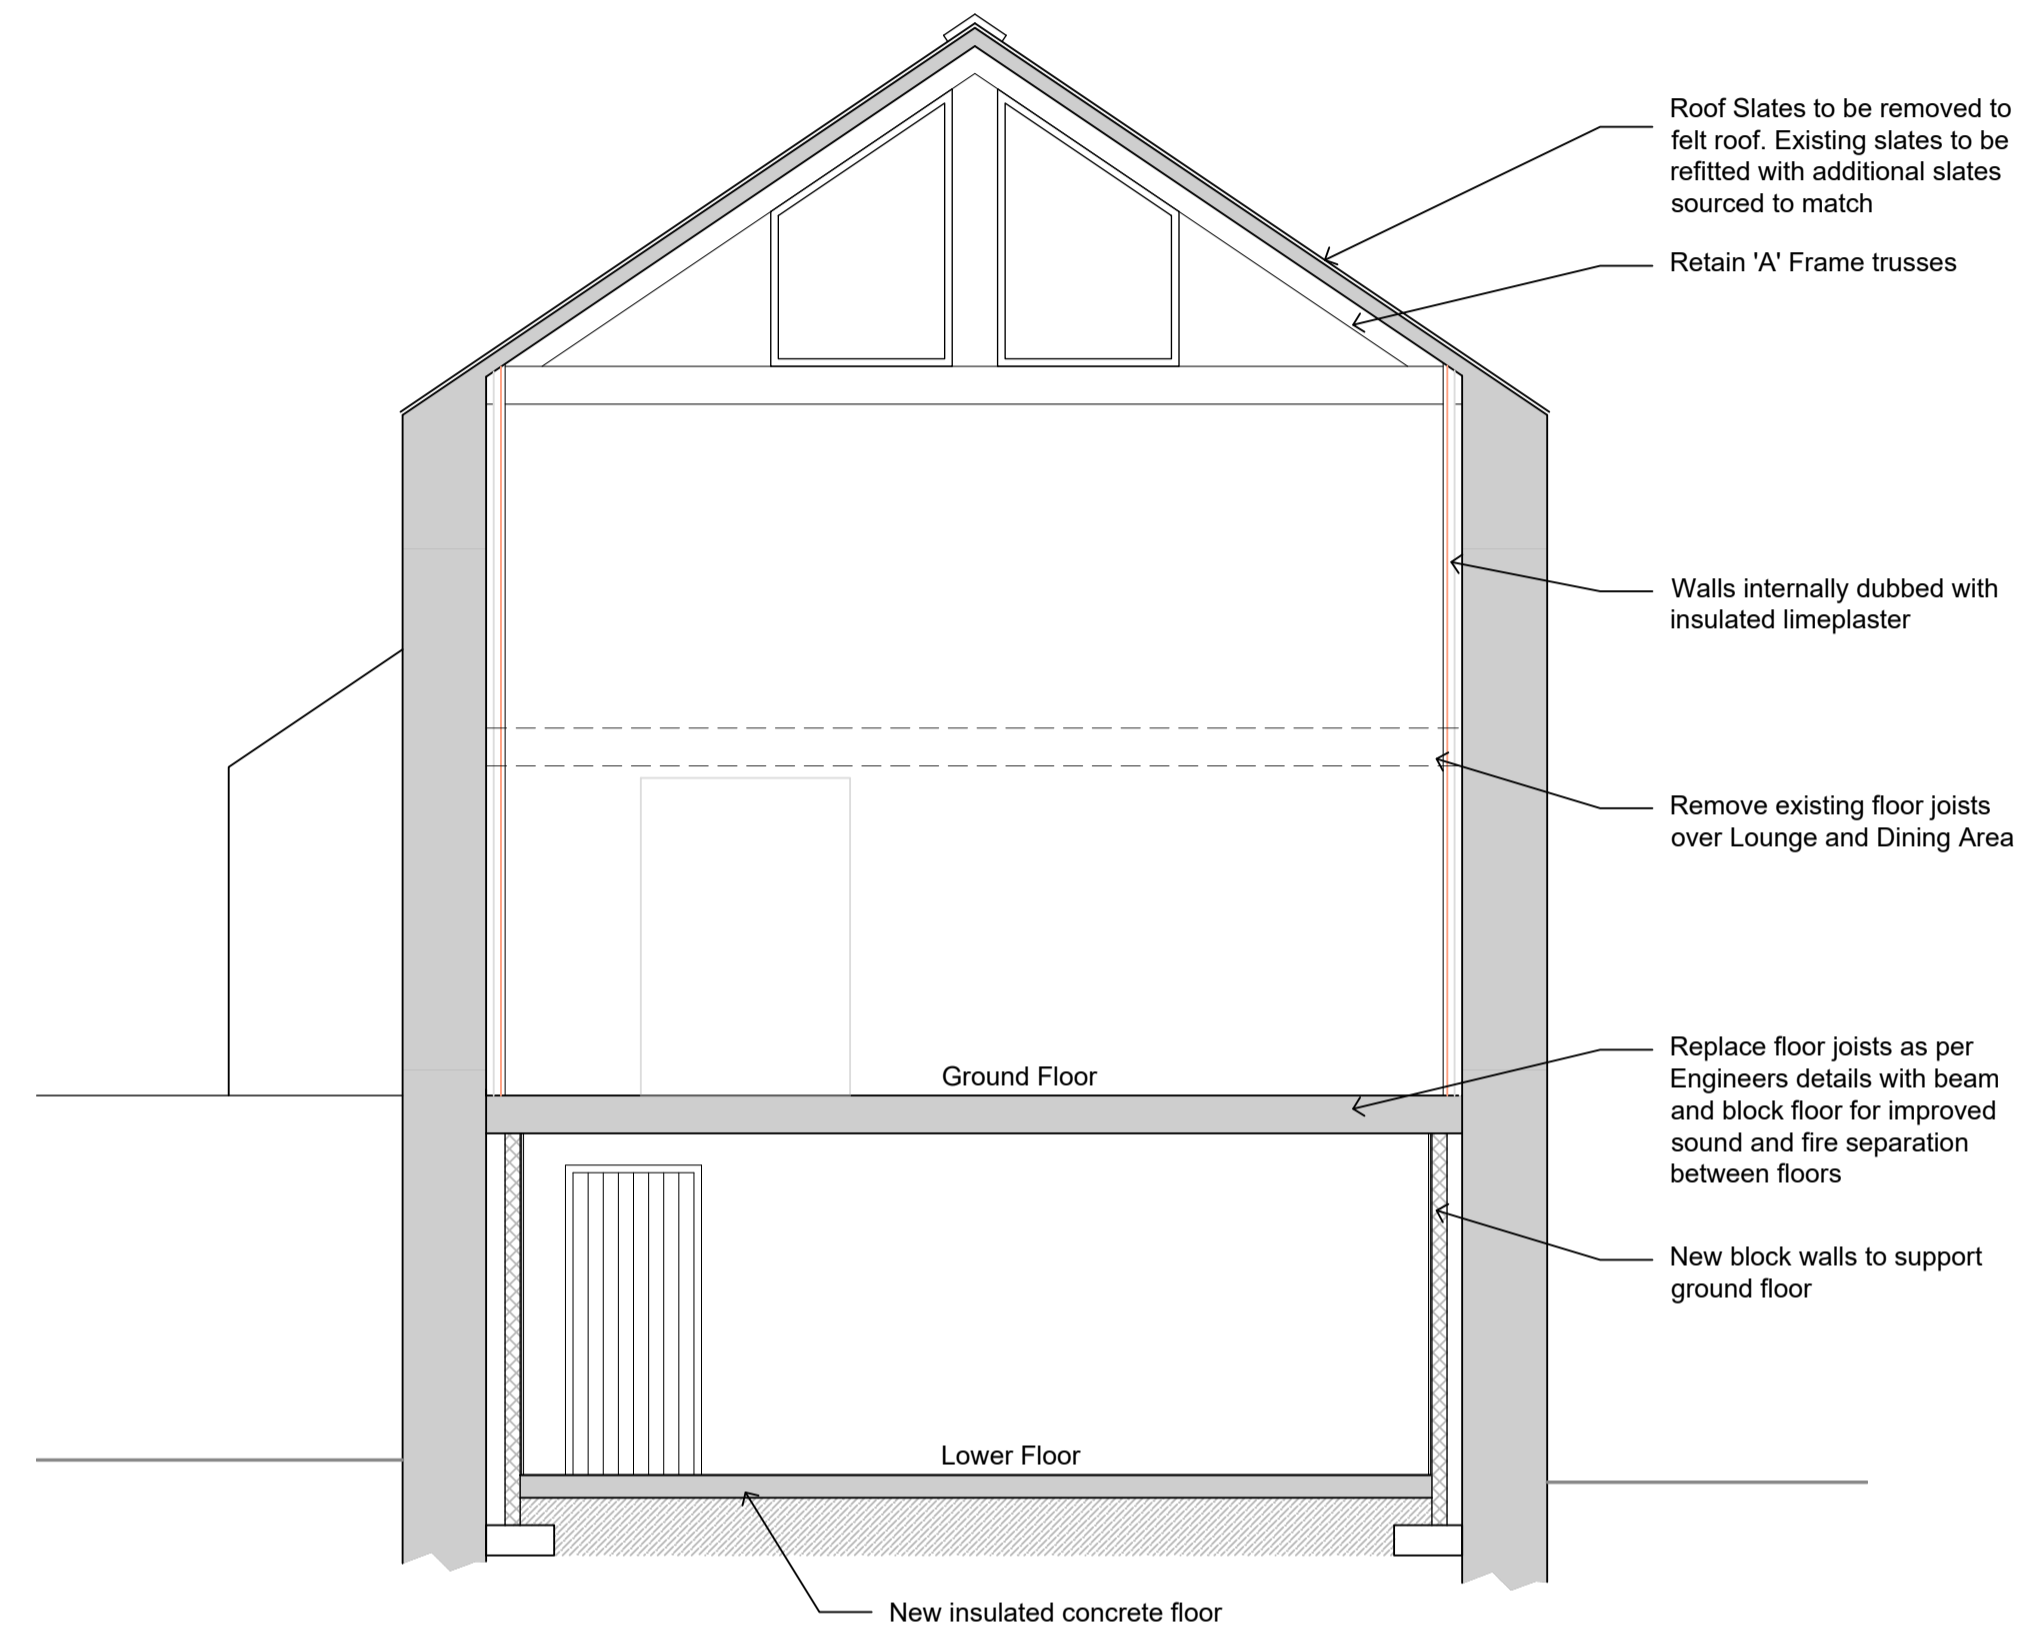 Roof Slates to be removed to
felt roof. Existing slates to be
refitted with additional slates
sourced to match
Retain 'A' Frame trusses
Walls internally dubbed with
insulated limeplaster
Remove existing floor joists
over Lounge and Dining Area
Ground Floor
Replace floor joists as per
Engineers details with beam
and block floor for improved
sound and fire separation
between floors
New block walls to support
ground floor
Lower Floor
New insulated concrete floor